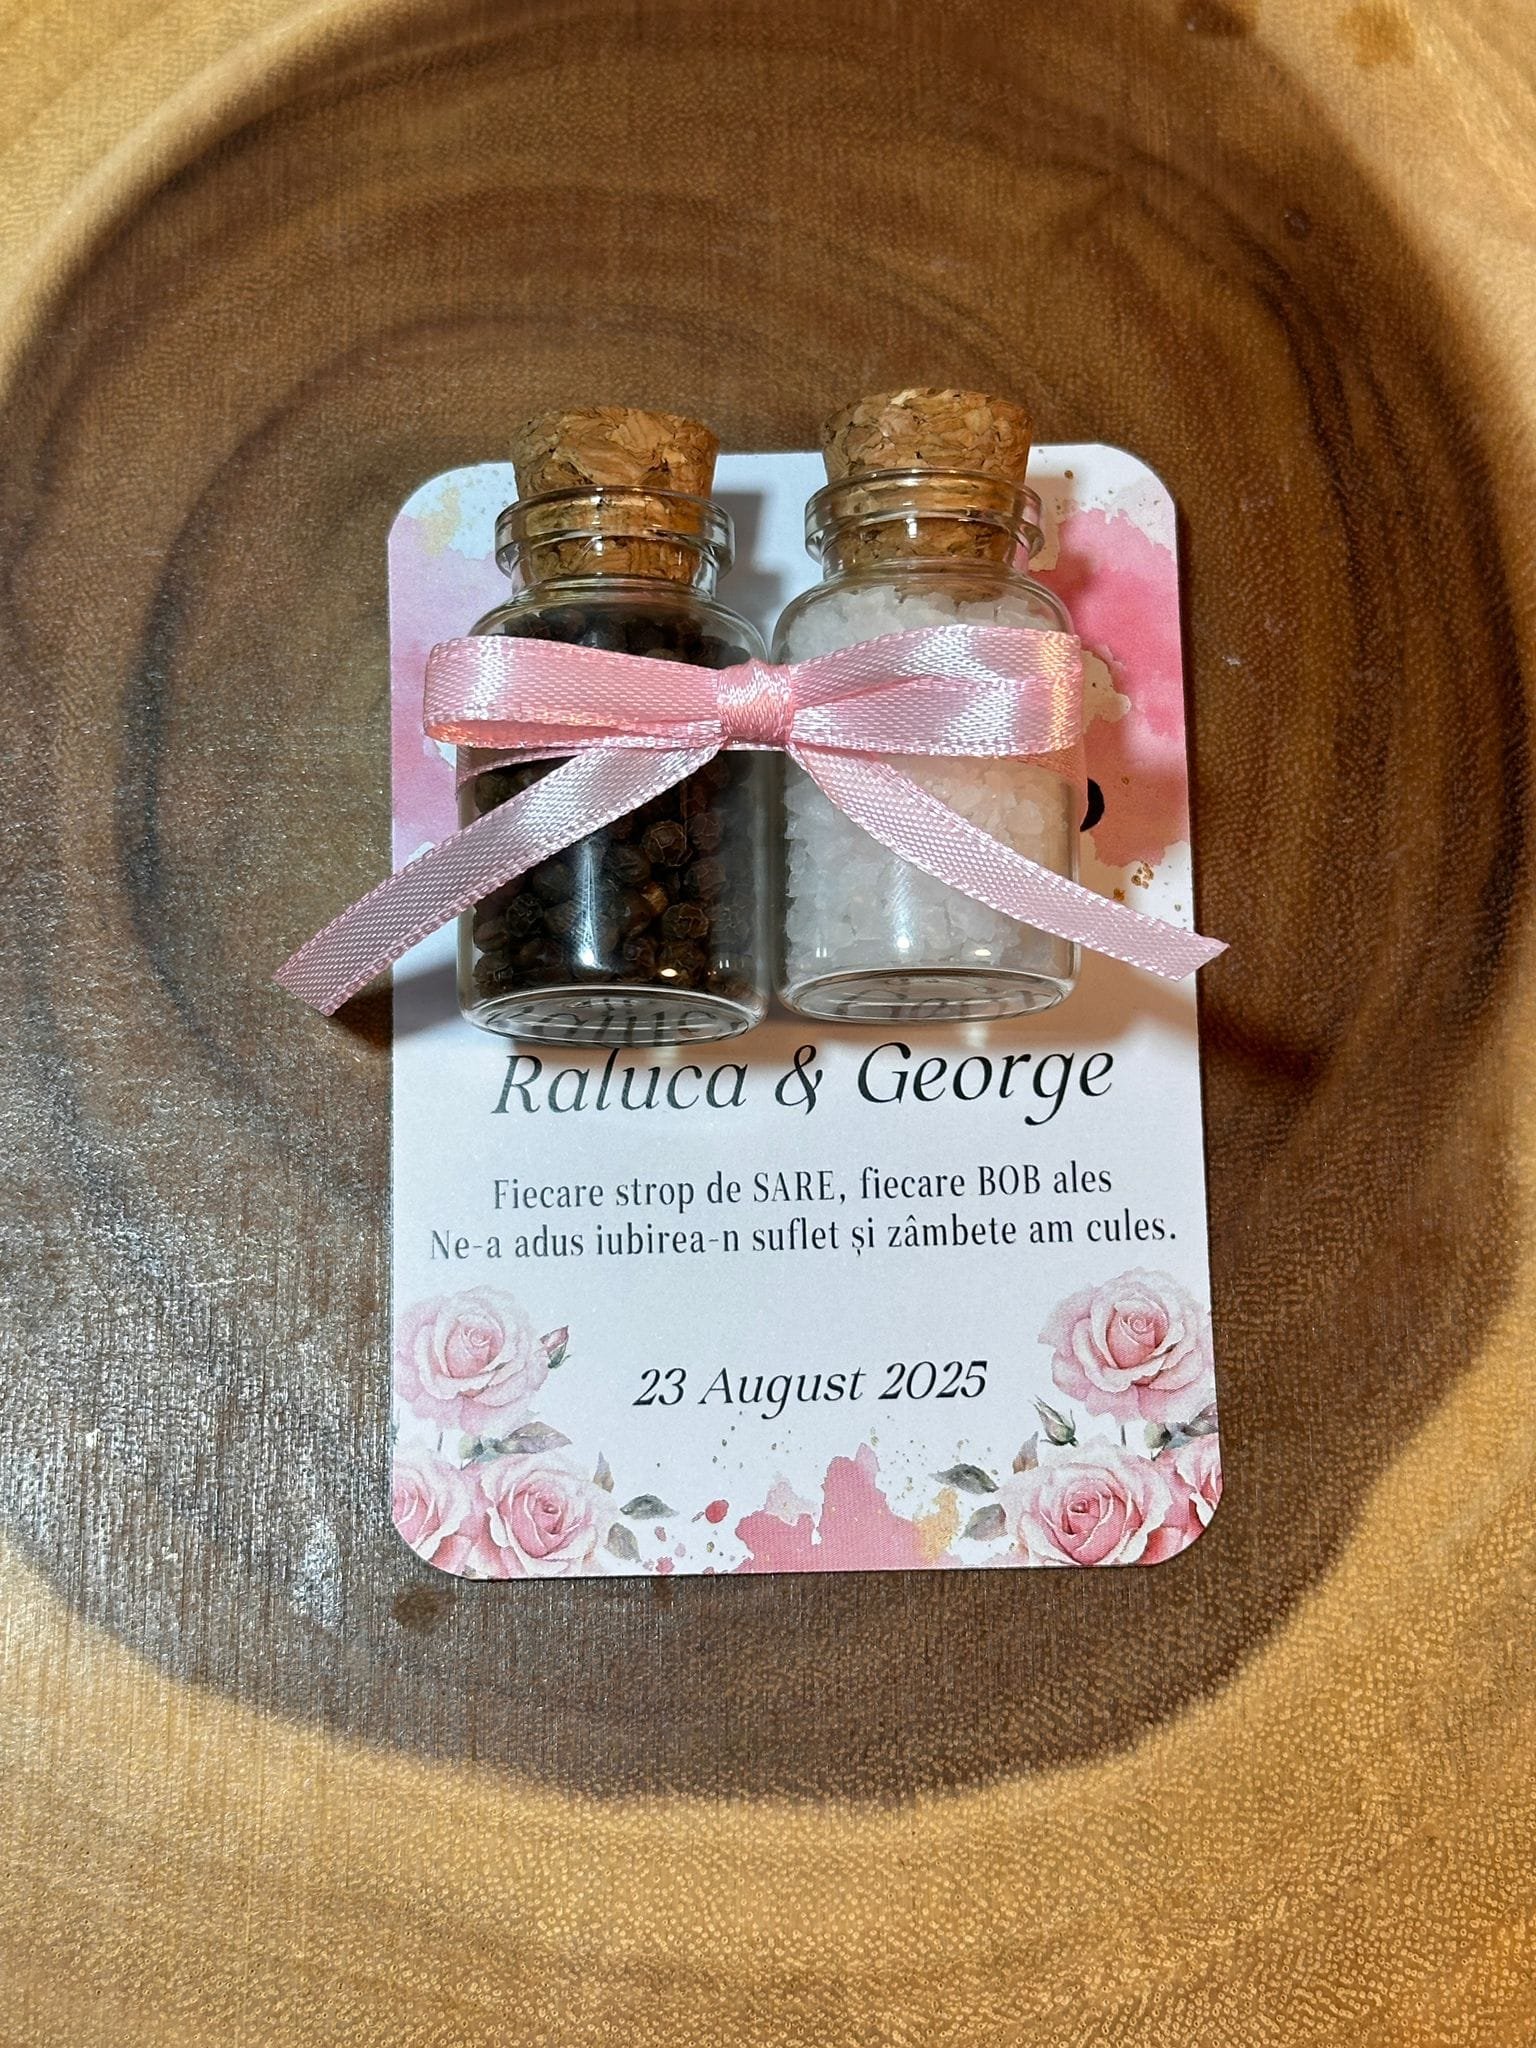 Raluca & George
Fiecare strop de SARE, fiecare BOB ales
Ne-a adus iubirea-n suflet și zâmbete am cules.
23 August 2025